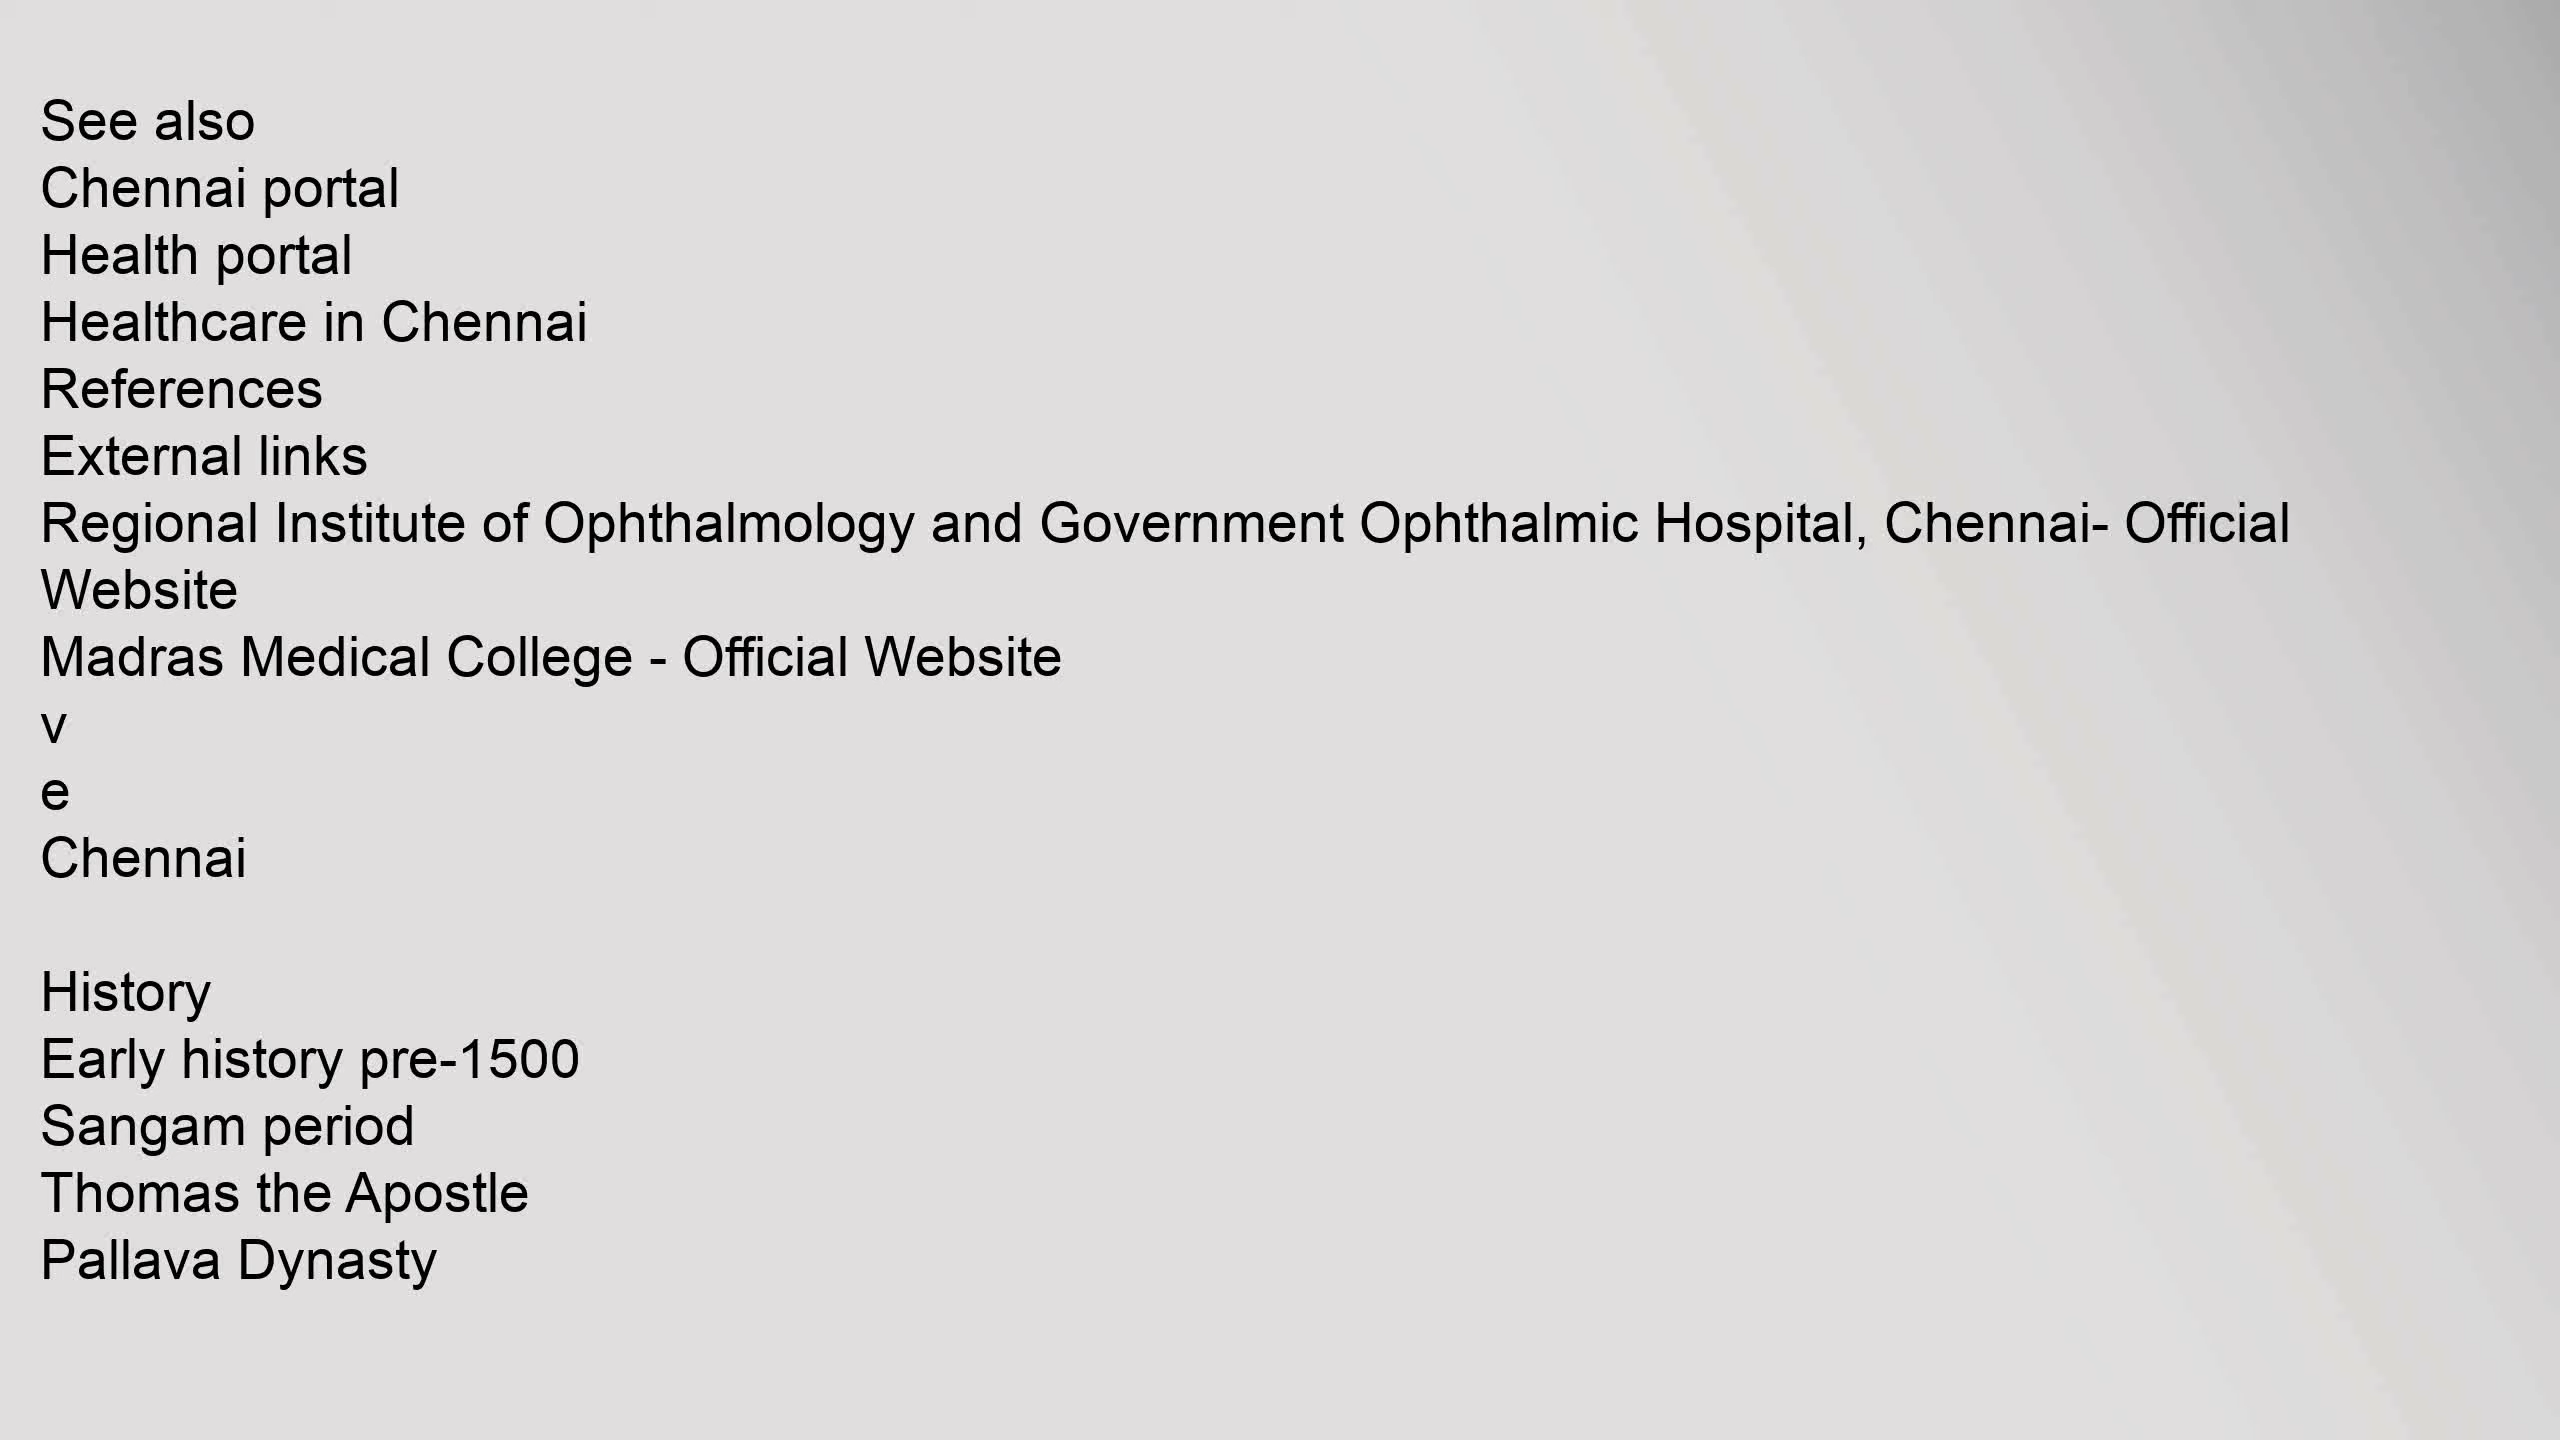 See also
Chennai portal
Health portal
Healthcare in Chennai
References
External links
Regional Institute of Ophthalmology and Government Ophthalmic Hospital, Chennai- Official
Website
Madras Medical College - Official Website
v
e
Chennai
History
Early history pre-1500
Sangam period
Thomas the Apostle
Pallava Dynasty